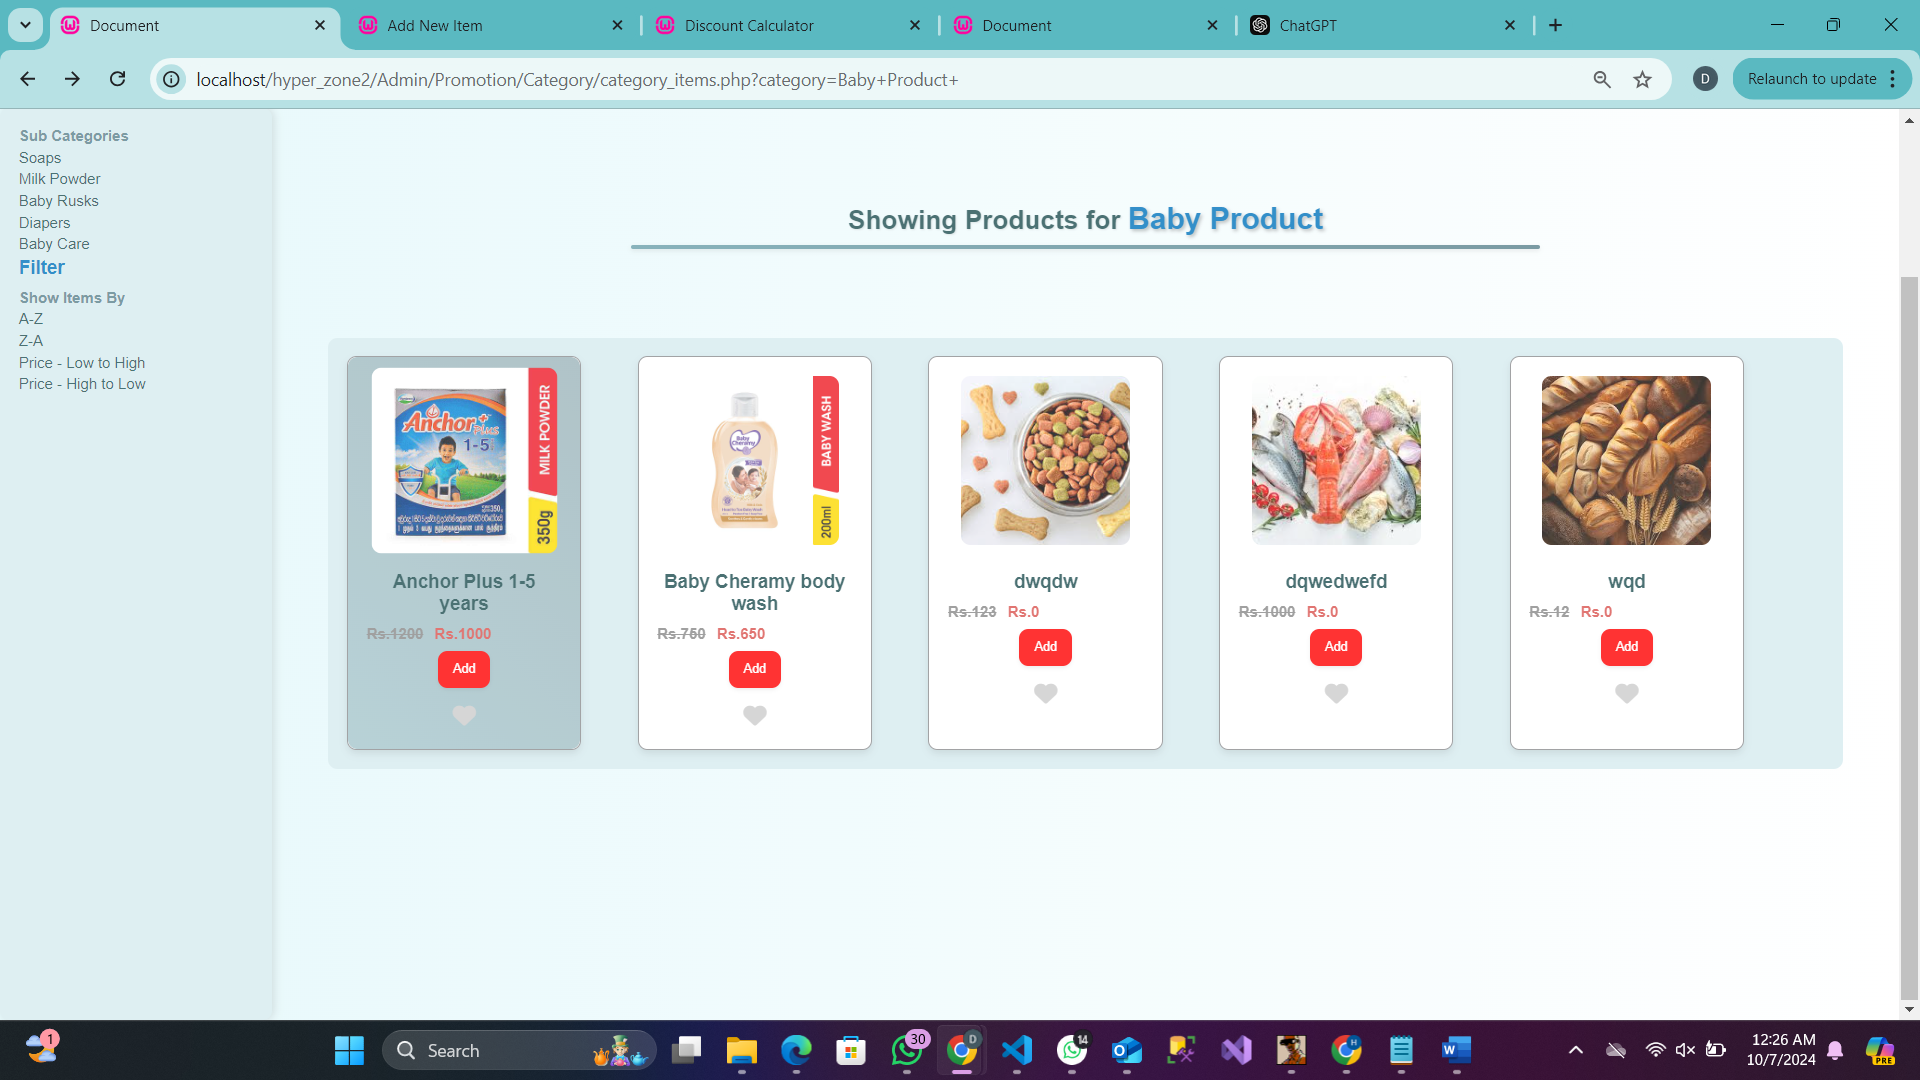 Document
Add New Item
Discount Calculator
Document
ChatGPT
localhost/hyper_zone2/Admin/Promotion/Category/category_items.php?category=Baby+Product+
D
Relaunch to update
Sub Categories
Soaps
Milk Powder
Baby Rusks
Diapers
Baby Care
Filter
Show Items By
A-Z
Z-A
Price - Low to High
Price - High to Low
Showing Products for Baby Product
Anchor+
Plus
1-5
MILK POWDER
350g
Anchor Plus 1-5
years
Rs.1200 Rs.1000
Add
Baby
Cheramy
BABY WASH
200ml
Baby Cheramy body
wash
Rs.750 Rs.650
Add
dwqdw
Rs.123 Rs.0
Add
dqwedwefd
Rs.1000 Rs.0
Add
wqd
Rs.12 Rs.0
Add
1
Search
30
D
14
H
PRE
12:26 AM
10/7/2024